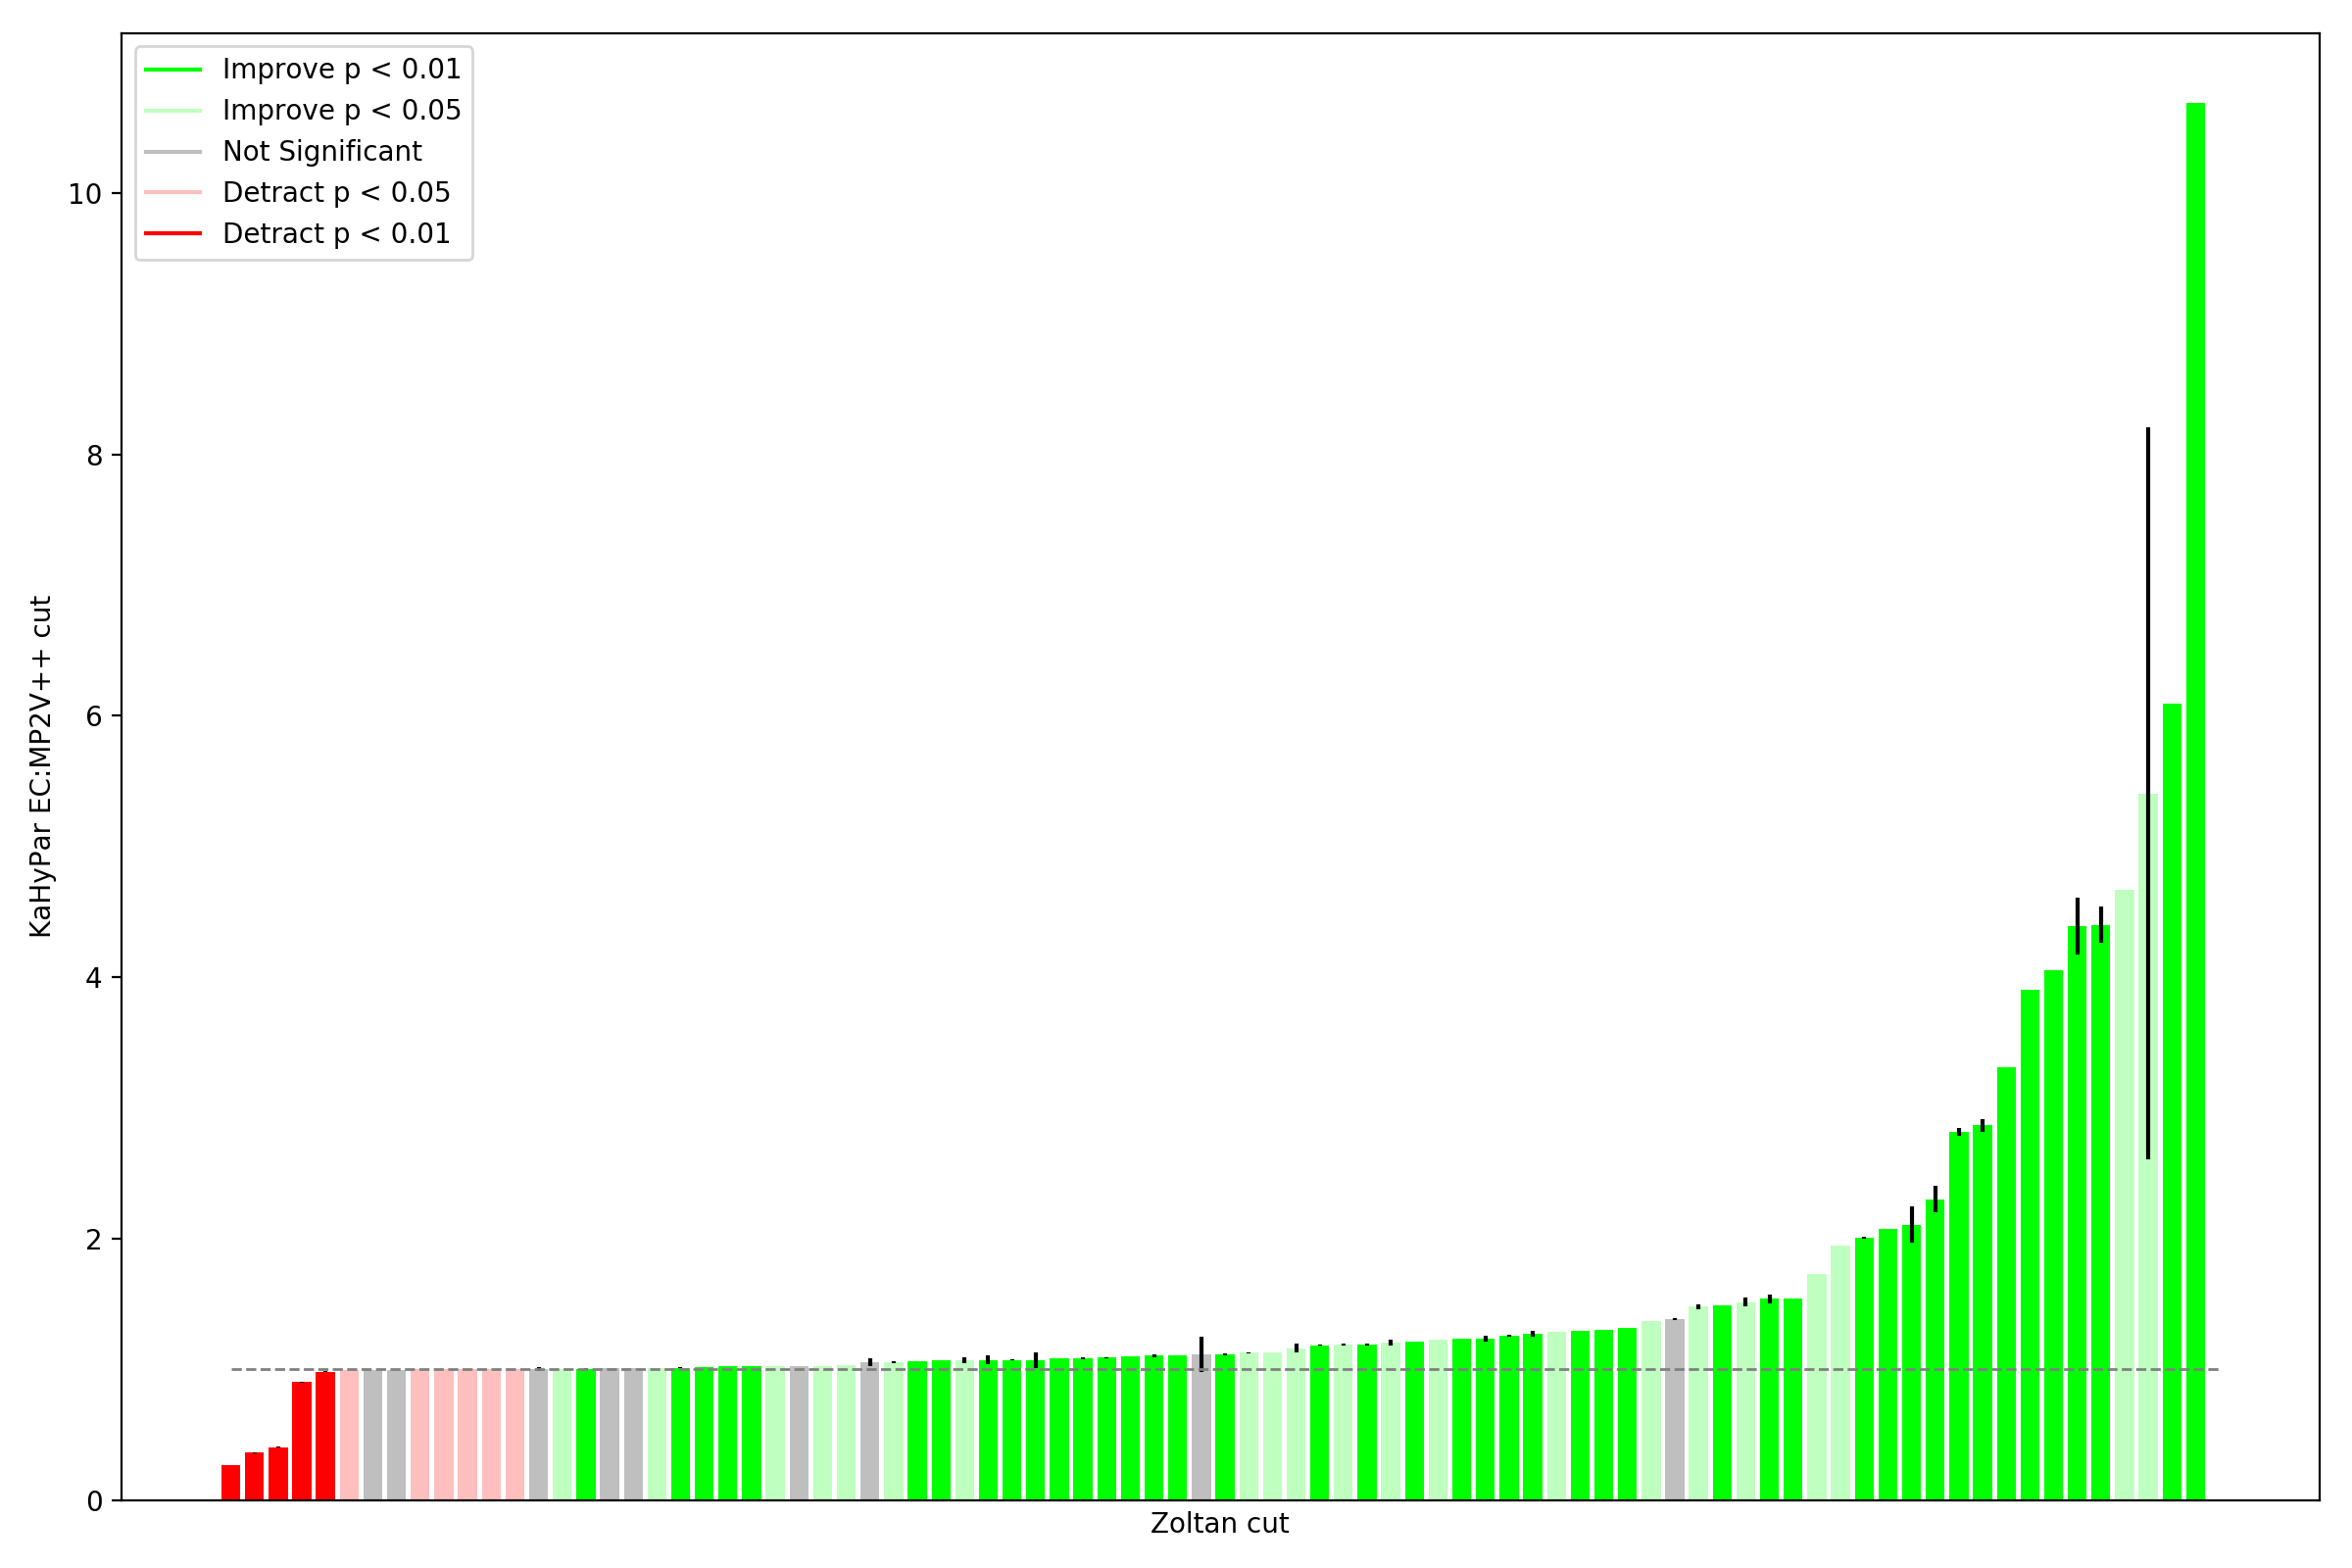 Improve p < 0.01
Improve p < 0.05
Not Significant
Detract p < 0.05
Detract p < 0.01
10
8
6
4
2
0
KaHyPar EC:MP2V++ cut
Zoltan cut